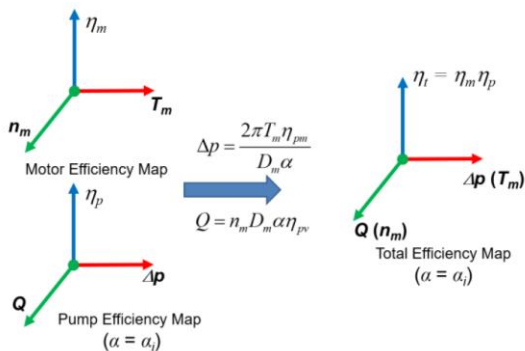 η_m
T_m
n_m
Motor Efficiency Map
η_p
Δp
Q
Pump Efficiency Map
(α = α_i)
Δp = 2πT_mη_pm / D_mα
Q = n_mD_mαη_pv
η_t = η_mη_p
Δp (T_m)
Q (n_m)
Total Efficiency Map
(α = α_i)